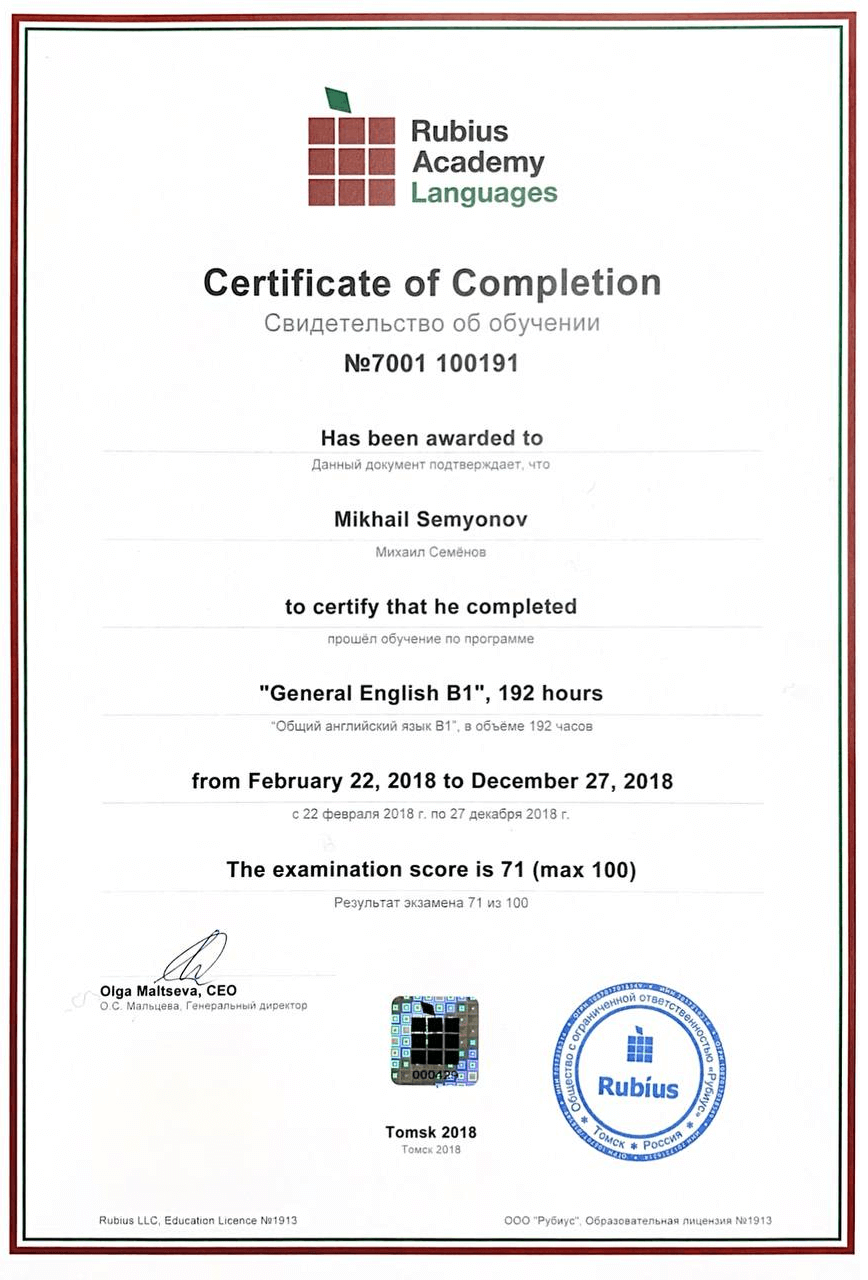 Rubius
Academy
Languages
Certificate of Completion
Свидетельство об обучении
№7001 100191
Has been awarded to
Данный документ подтверждает, что
Mikhail Semyonov
Михаил Семёнов
to certify that he completed
прошёл обучение по программе
"General English B1", 192 hours
"Общий английский язык B1", в объёме 192 часов
from February 22, 2018 to December 27, 2018
с 22 февраля 2018 г. по 27 декабря 2018 г.
The examination score is 71 (max 100)
Результат экзамена 71 из 100
Olga Maltseva, CEO
О.С. Мальцева, Генеральный директор
Общество с ограниченной ответственностью «Рубиус»
Rubius
* Томск * Россия *
Tomsk 2018
Томск 2018
Rubius LLC, Education Licence №1913
ООО "Рубиус", Образовательная лицензия №1913